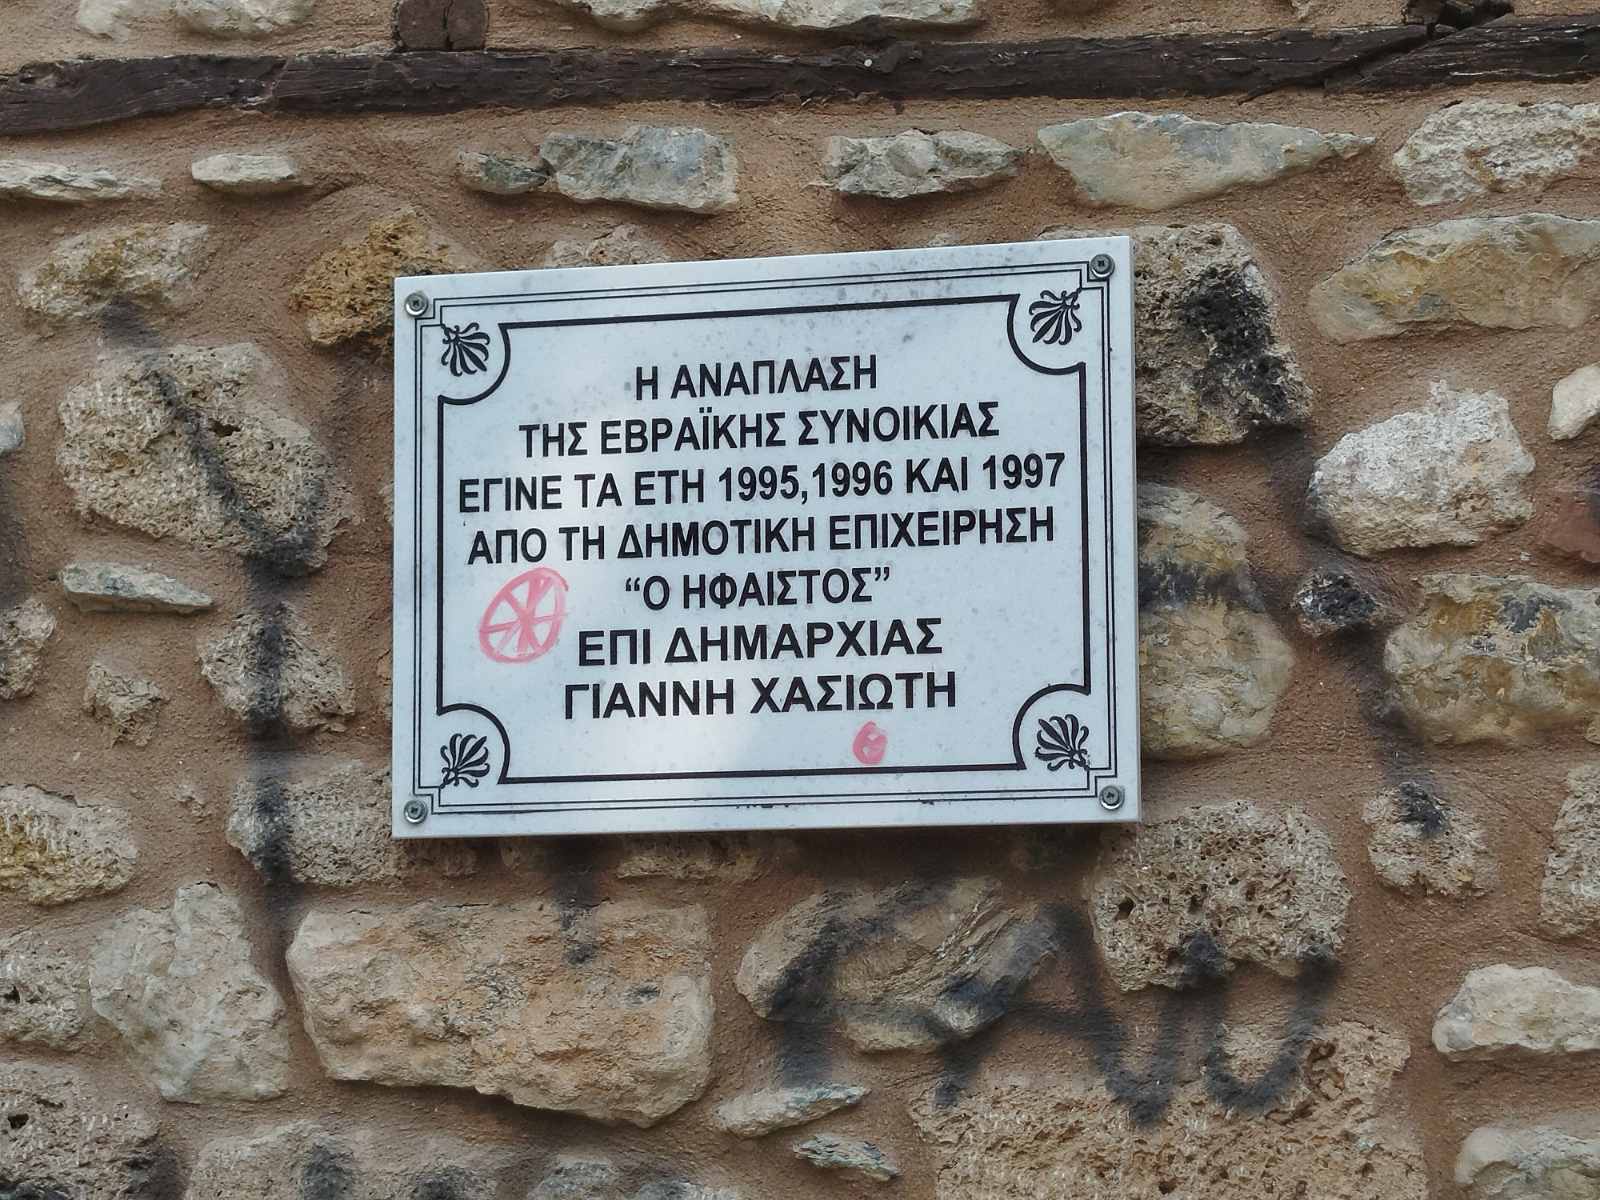 Η ΑΝΑΠΛΑΣΗ
ΤΗΣ ΕΒΡΑΪΚΗΣ ΣΥΝΟΙΚΙΑΣ
ΕΓΙΝΕ ΤΑ ΕΤΗ 1995,1996 ΚΑΙ 1997
ΑΠΟ ΤΗ ΔΗΜΟΤΙΚΗ ΕΠΙΧΕΙΡΗΣΗ
“Ο ΗΦΑΙΣΤΟΣ”
ΕΠΙ ΔΗΜΑΡΧΙΑΣ
ΓΙΑΝΝΗ ΧΑΣΙΩΤΗ